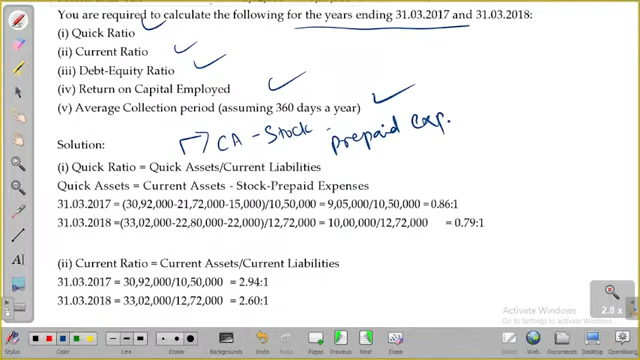 You are required to calculate the following for the years ending 31.03.2017 and 31.03.2018:
(i) Quick Ratio
(ii) Current Ratio
(iii) Debt-Equity Ratio
(iv) Return on Capital Employed
(v) Average Collection period (assuming 360 days a year)
CA - Stock - prepaid exp.
Solution:
(i) Quick Ratio = Quick Assets/Current Liabilities
Quick Assets = Current Assets - Stock-Prepaid Expenses
31.03.2017 = (30,92,000-21,72,000-15,000)/10,50,000 = 9,05,000/10,50,000 = 0.86:1
31.03.2018 = (33,02,000-22,80,000-22,000)/12,72,000 = 10,00,000/12,72,000 = 0.79:1
(ii) Current Ratio = Current Assets/Current Liabilities
31.03.2017 = 30,92,000/10,50,000 = 2.94:1
31.03.2018 = 33,02,000/12,72,000 = 2.60:1
2.8 x
Activate Windows
Go to Settings to activate Windows.
Color
Line
Eraser
Backgrounds
Undo
Redo
Pages
Previous
Next
Erase
Board